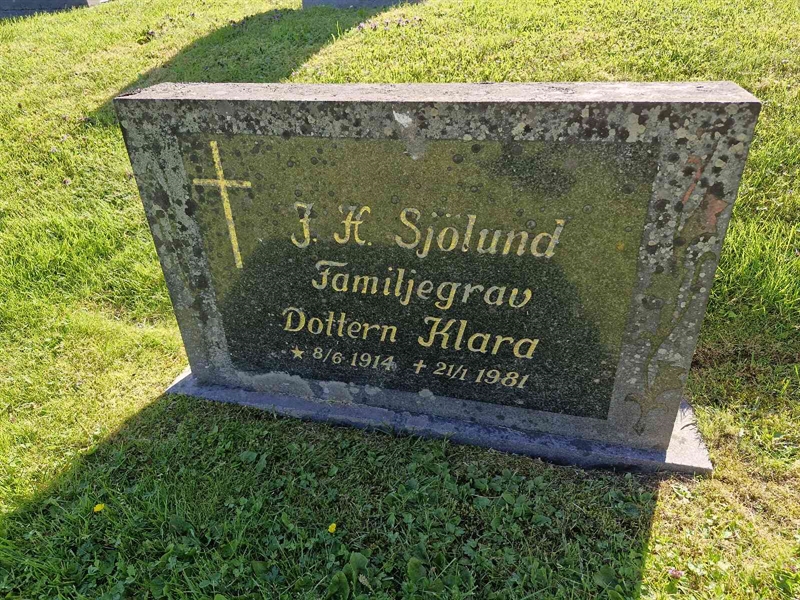 J. H. Sjölund
Familjegrav
Dottern Klara
★ 8/6 1914 + 21/1 1981